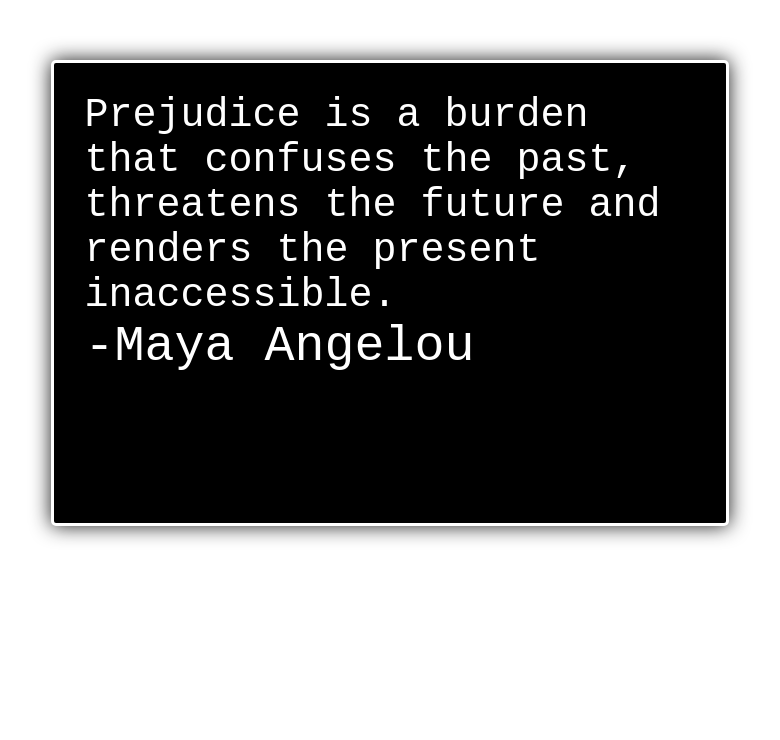 Prejudice is a burden
that confuses the past,
threatens the future and
renders the present
inaccessible.
-Maya Angelou